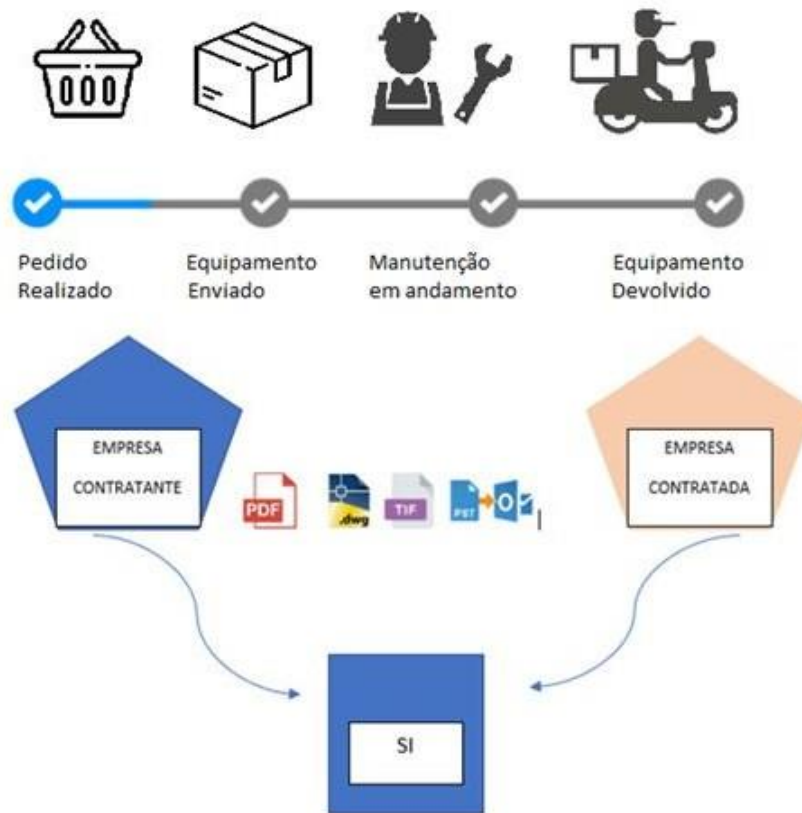 Pedido
Realizado
Equipamento
Enviado
Manutenção
em andamento
Equipamento
Devolvido
EMPRESA
CONTRATANTE
PDF
.dwg
TIF
PST
O
EMPRESA
CONTRATADA
SI